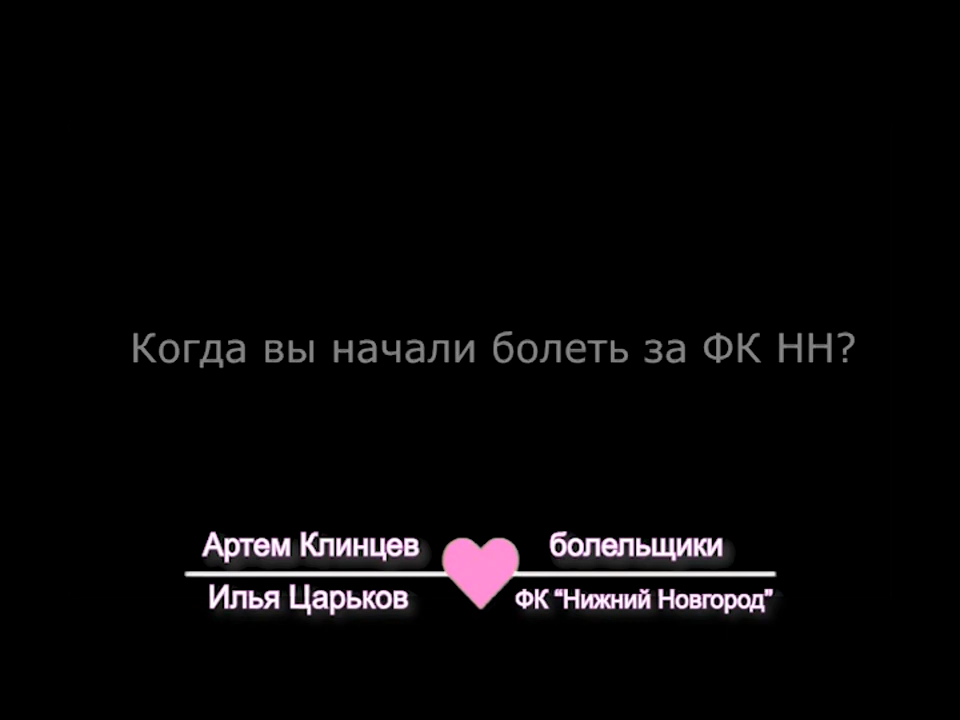 Когда вы начали болеть за ФК НН?
Артем Клинцев
Илья Царьков
болельщики
ФК “Нижний Новгород”